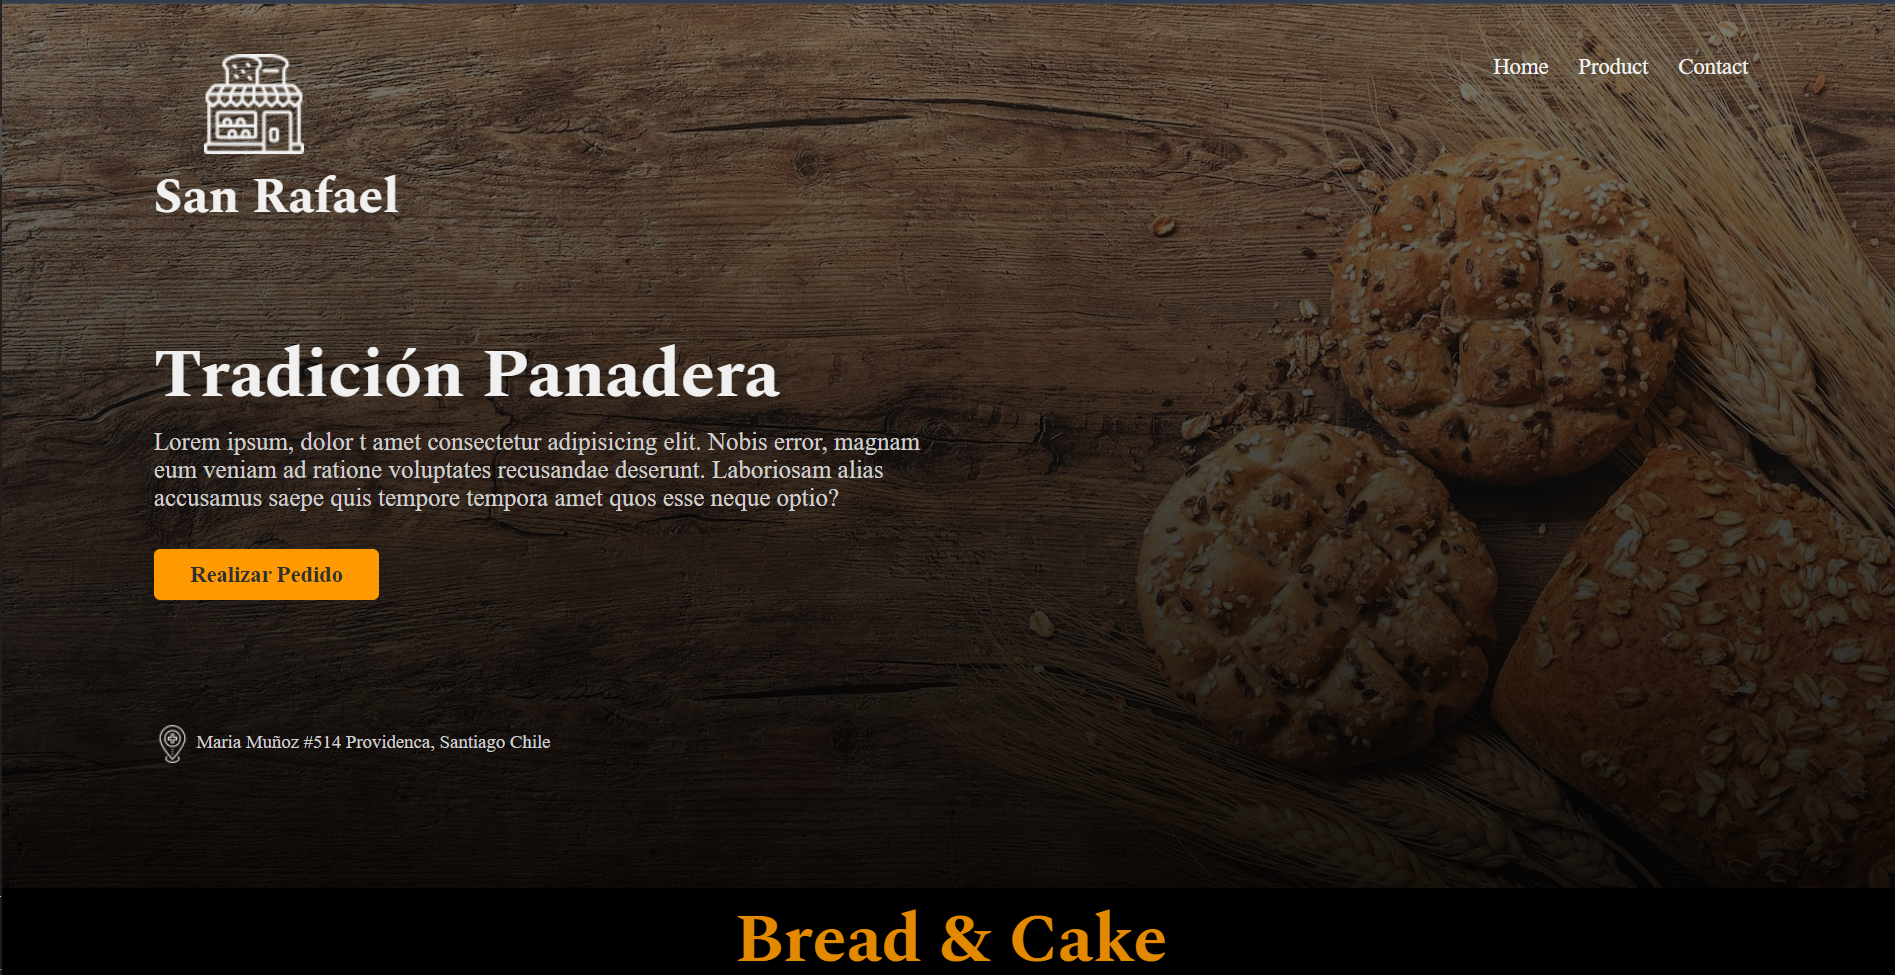 Home Product Contact
San Rafael
Tradición Panadera
Lorem ipsum, dolor t amet consectetur adipisicing elit. Nobis error, magnam
eum veniam ad ratione voluptates recusandae deserunt. Laboriosam alias
accusamus saepe quis tempore tempora amet quos esse neque optio?
Realizar Pedido
Maria Muñoz #514 Providenca, Santiago Chile
Bread & Cake